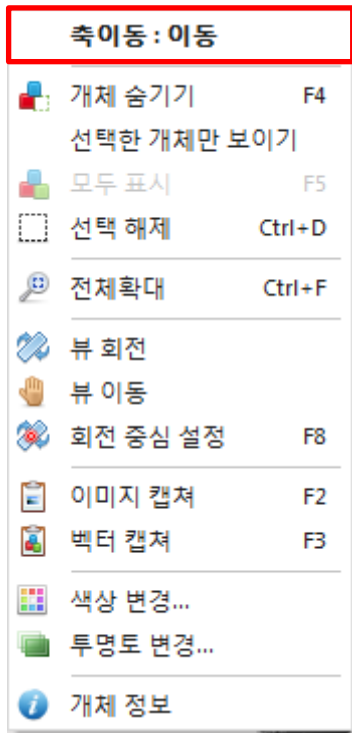 축이동 : 이동
개체 숨기기 F4
선택한 개체만 보이기
모두 표시 F5
선택 해제 Ctrl+D
전체확대 Ctrl+F
뷰 회전
뷰 이동
회전 중심 설정 F8
이미지 캡쳐 F2
벡터 캡쳐 F3
색상 변경...
투명토 변경...
개체 정보